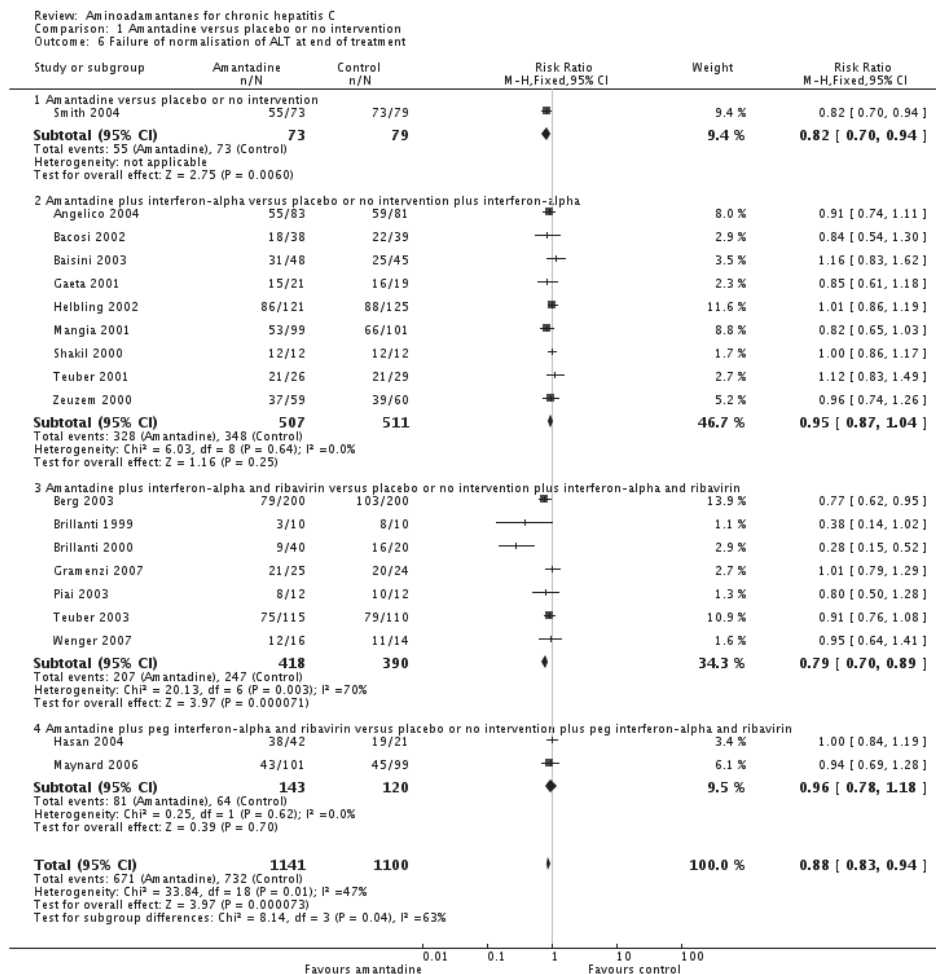 Review: Aminoadamantanes for chronic hepatitis C
Comparison: 1 Amantadine versus placebo or no intervention
Outcome: 6 Failure of normalisation of ALT at end of treatment
Study or subgroup Amantadine Control Risk Ratio Weight Risk Ratio
n/N n/N M-H,Fixed,95% CI M-H,Fixed,95% CI
1 Amantadine versus placebo or no intervention
Smith 2004 55/73 73/79 9.4 % 0.82 [ 0.70, 0.94 ]
Subtotal (95% CI) 73 79 9.4 % 0.82 [ 0.70, 0.94 ]
Total events: 55 (Amantadine), 73 (Control)
Heterogeneity: not applicable
Test for overall effect: Z = 2.75 (P = 0.0060)
2 Amantadine plus interferon-alpha versus placebo or no intervention plus interferon-alpha
Angelico 2004 55/83 59/81 8.0 % 0.91 [ 0.74, 1.11 ]
Bacosi 2002 18/38 22/39 2.9 % 0.84 [ 0.54, 1.30 ]
Baisini 2003 31/48 25/45 3.5 % 1.16 [ 0.83, 1.62 ]
Gaeta 2001 15/21 16/19 2.3 % 0.85 [ 0.61, 1.18 ]
Helbling 2002 86/121 88/125 11.6 % 1.01 [ 0.86, 1.19 ]
Mangia 2001 53/99 66/101 8.8 % 0.82 [ 0.65, 1.03 ]
Shakil 2000 12/12 12/12 1.7 % 1.00 [ 0.86, 1.17 ]
Teuber 2001 21/26 21/29 2.7 % 1.12 [ 0.83, 1.49 ]
Zeuzem 2000 37/59 39/60 5.2 % 0.96 [ 0.74, 1.26 ]
Subtotal (95% CI) 507 511 46.7 % 0.95 [ 0.87, 1.04 ]
Total events: 328 (Amantadine), 348 (Control)
Heterogeneity: Chi² = 6.03, df = 8 (P = 0.64); I² =0.0%
Test for overall effect: Z = 1.16 (P = 0.25)
3 Amantadine plus interferon-alpha and ribavirin versus placebo or no intervention plus interferon-alpha and ribavirin
Berg 2003 79/200 103/200 13.9 % 0.77 [ 0.62, 0.95 ]
Brillanti 1999 3/10 8/10 1.1 % 0.38 [ 0.14, 1.02 ]
Brillanti 2000 9/40 16/20 2.9 % 0.28 [ 0.15, 0.52 ]
Gramenzi 2007 21/25 20/24 2.7 % 1.01 [ 0.79, 1.29 ]
Piai 2003 8/12 10/12 1.3 % 0.80 [ 0.50, 1.28 ]
Teuber 2003 75/115 79/110 10.9 % 0.91 [ 0.76, 1.08 ]
Wenger 2007 12/16 11/14 1.6 % 0.95 [ 0.64, 1.41 ]
Subtotal (95% CI) 418 390 34.3 % 0.79 [ 0.70, 0.89 ]
Total events: 207 (Amantadine), 247 (Control)
Heterogeneity: Chi² = 20.13, df = 6 (P = 0.003); I² =70%
Test for overall effect: Z = 3.97 (P = 0.000071)
4 Amantadine plus peg interferon-alpha and ribavirin versus placebo or no intervention plus peg interferon-alpha and ribavirin
Hasan 2004 38/42 19/21 3.4 % 1.00 [ 0.84, 1.19 ]
Maynard 2006 43/101 45/99 6.1 % 0.94 [ 0.69, 1.28 ]
Subtotal (95% CI) 143 120 9.5 % 0.96 [ 0.78, 1.18 ]
Total events: 81 (Amantadine), 64 (Control)
Heterogeneity: Chi² = 0.25, df = 1 (P = 0.62); I² =0.0%
Test for overall effect: Z = 0.39 (P = 0.70)
Total (95% CI) 1141 1100 100.0 % 0.88 [ 0.83, 0.94 ]
Total events: 671 (Amantadine), 732 (Control)
Heterogeneity: Chi² = 33.84, df = 18 (P = 0.01); I² =47%
Test for overall effect: Z = 3.97 (P = 0.000073)
Test for subgroup differences: Chi² = 8.14, df = 3 (P = 0.04), I² =63%
0.01 0.1 1 10 100
Favours amantadine Favours control